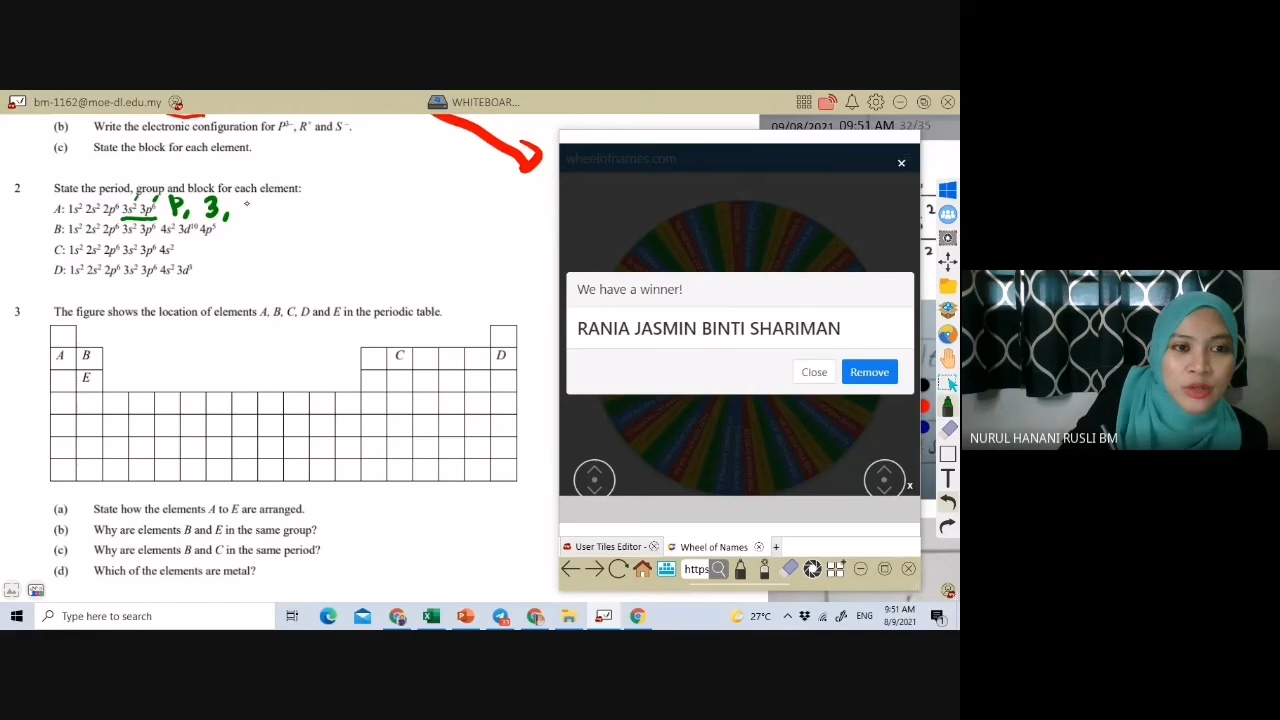 bm-1162@moe-dl.edu.my
WHITEBOAR...
09/08/2021 09:51 AM 32/35
(b) Write the electronic configuration for P³⁻, R⁺ and S⁻.
(c) State the block for each element.
2 State the period, group and block for each element:
A: 1s² 2s² 2p⁶ 3s² 3p⁶ P, 3,
B: 1s² 2s² 2p⁶ 3s² 3p⁶ 4s² 3d¹⁰ 4p⁵
C: 1s² 2s² 2p⁶ 3s² 3p⁶ 4s²
D: 1s² 2s² 2p⁶ 3s² 3p⁶ 4s² 3d⁵
3 The figure shows the location of elements A, B, C, D and E in the periodic table.
A B C D
E
(a) State how the elements A to E are arranged.
(b) Why are elements B and E in the same group?
(c) Why are elements B and C in the same period?
(d) Which of the elements are metal?
wheelofnames.com
×
We have a winner!
RANIA JASMIN BINTI SHARIMAN
Close Remove
x
User Tiles Editor - Wheel of Names +
https
2
2
T
NURUL HANANI RUSLI BM
Type here to search
27°C ENG 9:51 AM
8/9/2021